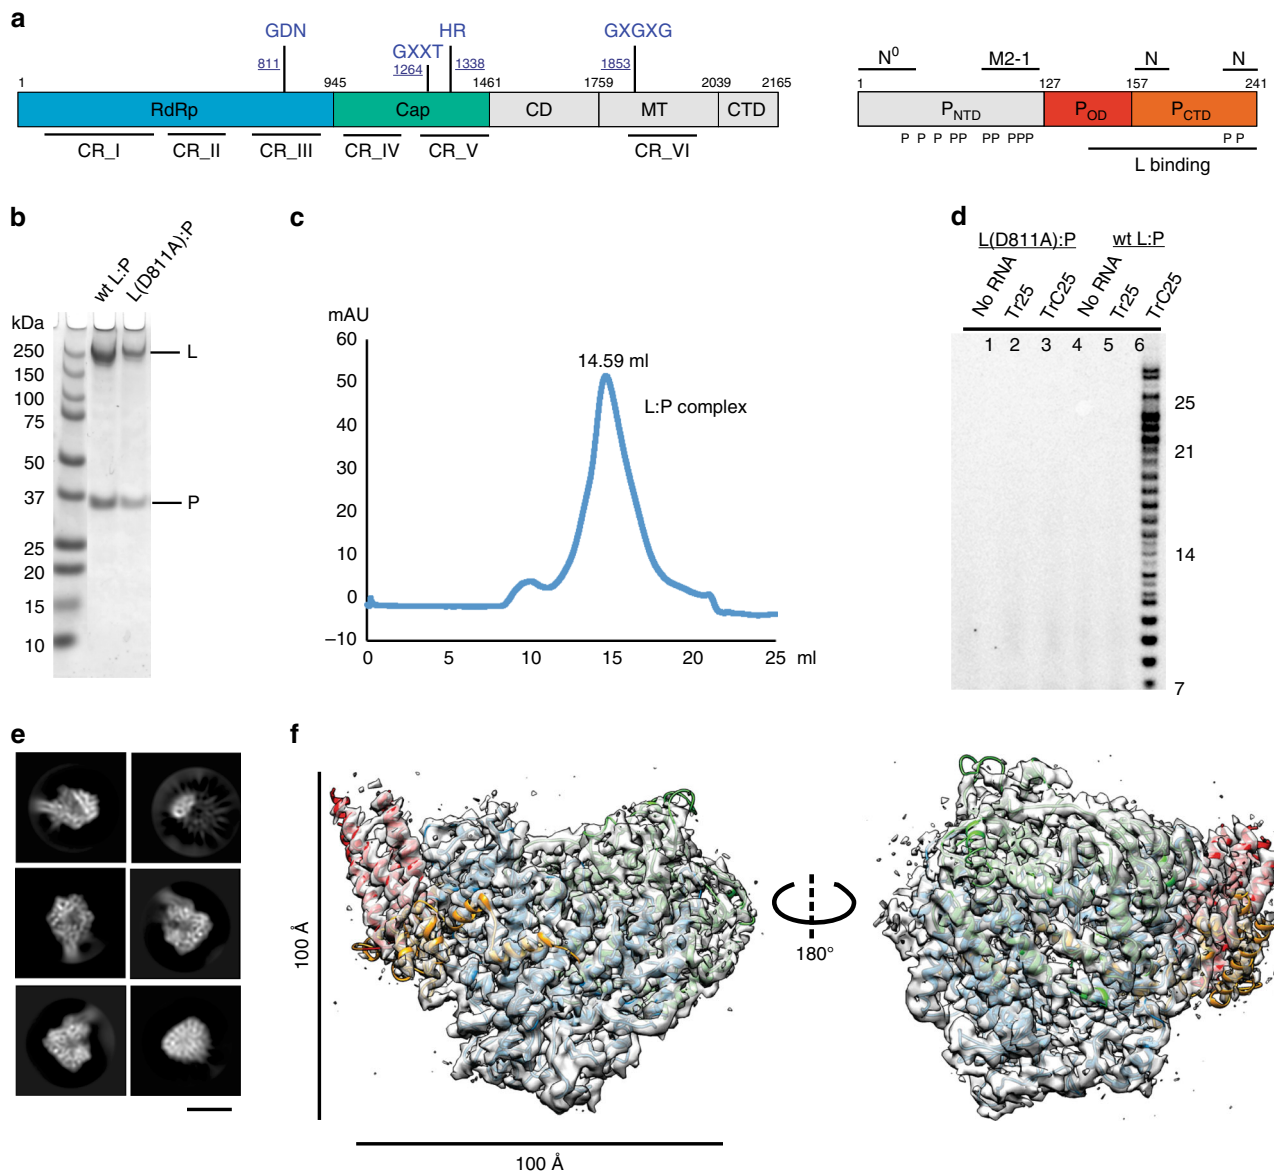 a
GDN
GXXT
HR
GXGXG
811
1264
1338
1853
1
945
1461
1759
2039
2165
RdRp
Cap
CD
MT
CTD
CR_I
CR_II
CR_III
CR_IV
CR_V
CR_VI
N0
M2-1
N
N
1
127
157
241
PNTD
POD
PCTD
P P P PP PP PPP
P P
L binding
b
wt L:P
L(D811A):P
kDa
250
150
100
75
50
37
25
20
15
10
L
P
c
mAU
60
50
40
30
20
10
0
–10
14.59 ml
L:P complex
0
5
10
15
20
25
ml
d
L(D811A):P
wt L:P
No RNA
Tr25
TrC25
No RNA
Tr25
TrC25
1 2 3 4 5 6
25
21
14
7
e
f
100 Å
100 Å
180°